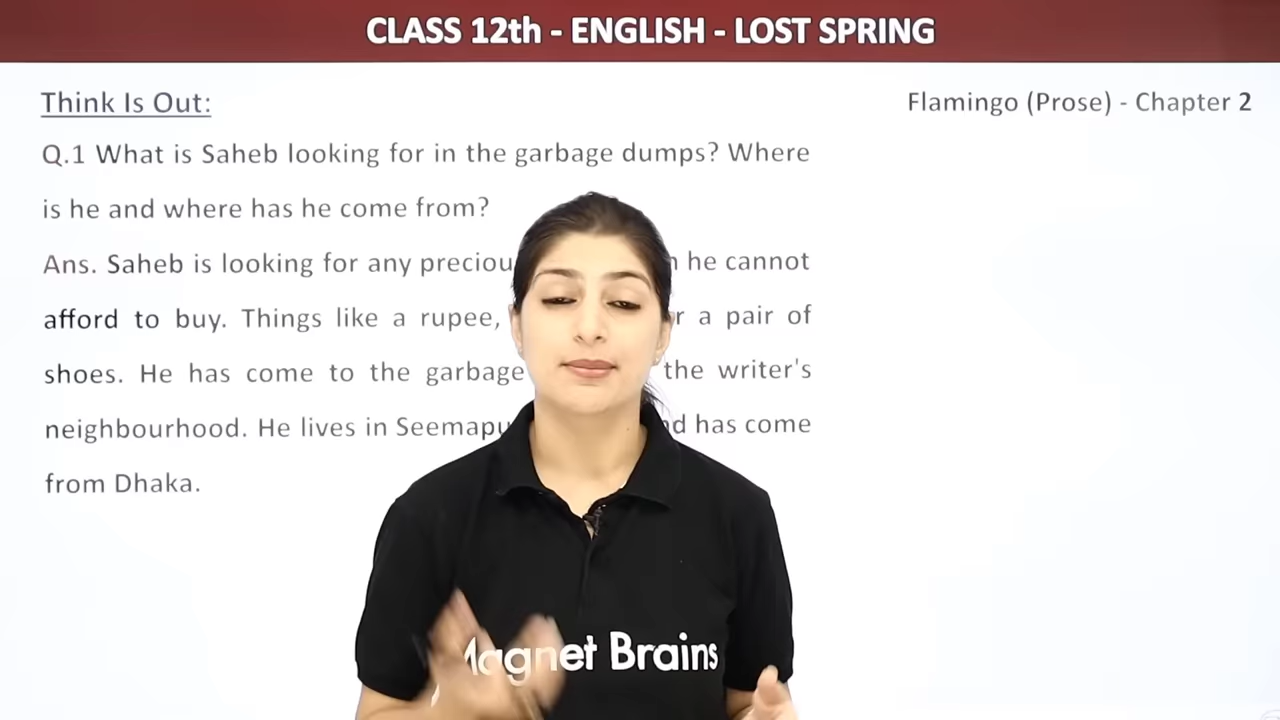 CLASS 12th - ENGLISH - LOST SPRING
Think Is Out:
Flamingo (Prose) - Chapter 2
Q.1 What is Saheb looking for in the garbage dumps? Where
is he and where has he come from?
Ans. Saheb is looking for any he cannot
afford to buy. Things like a rupee, a pair of
shoes. He has come to the garbage the writer's
neighbourhood. He lives in has come
from Dhaka.
Magnet Brains